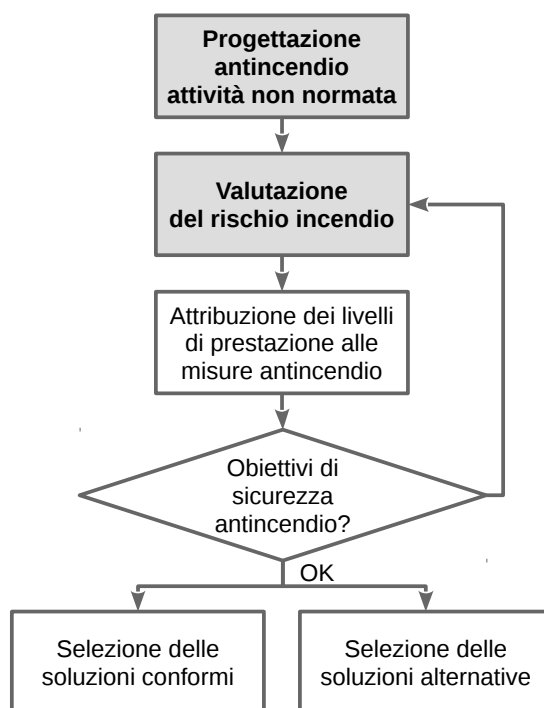 Progettazione
antincendio
attività non normata
Valutazione
del rischio incendio
Attribuzione dei livelli
di prestazione alle
misure antincendio
Obiettivi di
sicurezza
antincendio?
OK
Selezione delle
soluzioni conformi
Selezione delle
soluzioni alternative